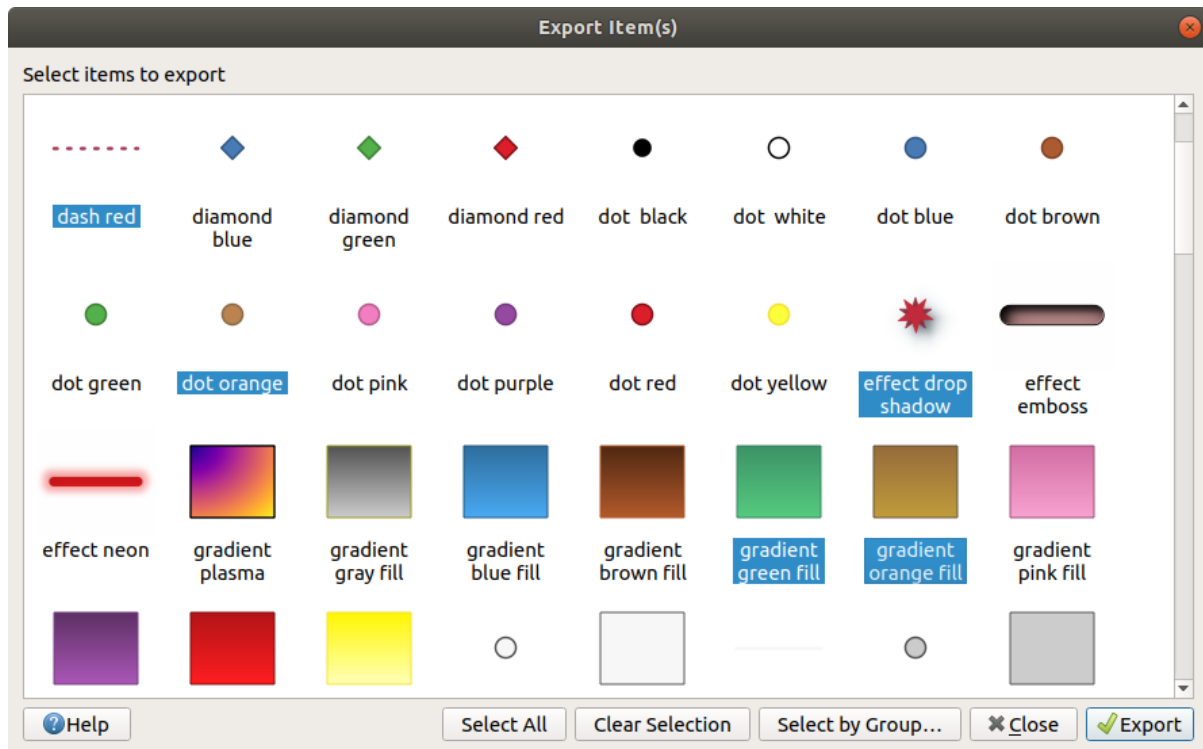 Export Item(s)
Select items to export
dash red
diamond
blue
diamond
green
diamond red
dot  black
dot  white
dot blue
dot brown
dot green
dot orange
dot pink
dot purple
dot red
dot yellow
effect drop
shadow
effect
emboss
effect neon
gradient
plasma
gradient
gray fill
gradient
blue fill
gradient
brown fill
gradient
green fill
gradient
orange fill
gradient
pink fill
Help
Select All
Clear Selection
Select by Group...
Close
Export